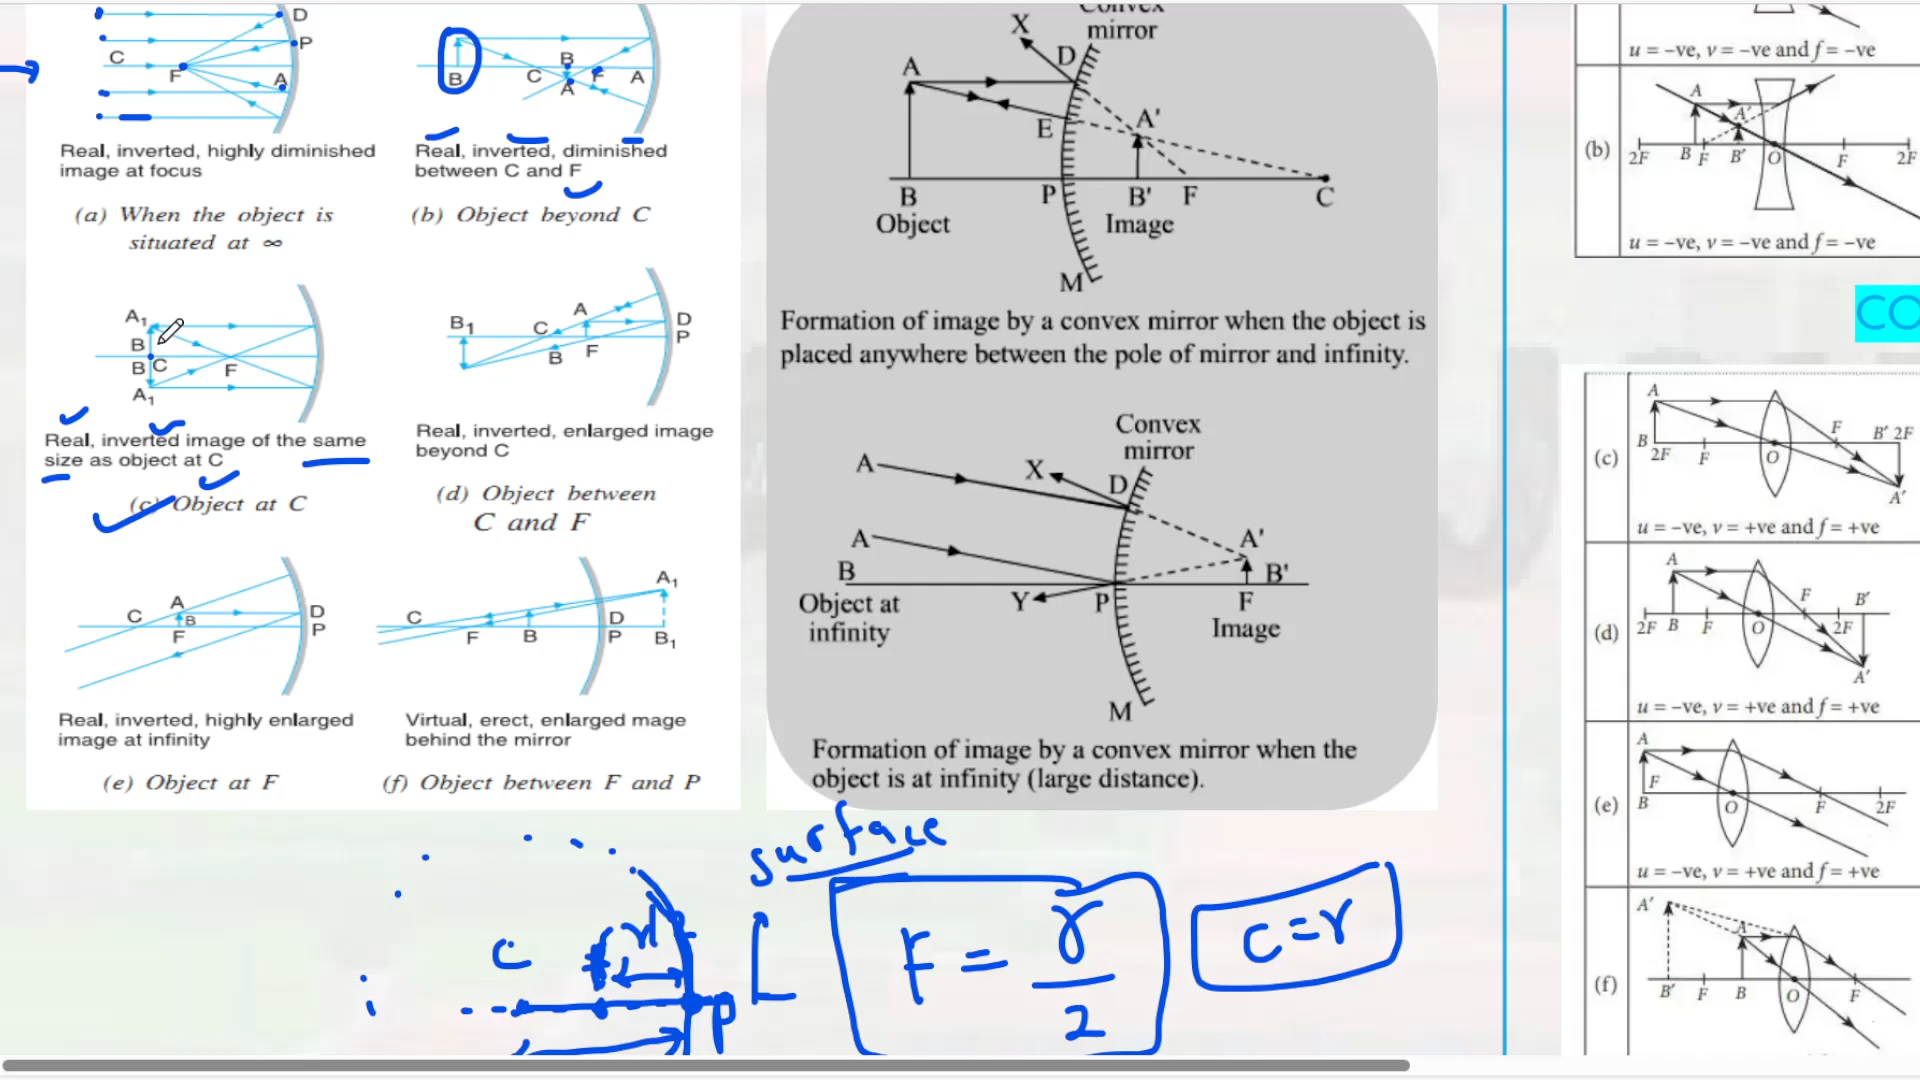 D
P
C
F
A
Real, inverted, highly diminished
image at focus
(a) When the object is
situated at ∞
B
B
C
F
A
A
Real, inverted, diminished
between C and F
(b) Object beyond C
A1
B
B C
F
A1
Real, inverted image of the same
size as object at C
(c) Object at C
B1
C
A
D
P
B
F
Real, inverted, enlarged image
beyond C
(d) Object between
C and F
C
A
B
F
D
P
Real, inverted, highly enlarged
image at infinity
(e) Object at F
C
F
B
D
P
A1
B1
Virtual, erect, enlarged mage
behind the mirror
(f) Object between F and P
Convex
mirror
X
D
A
E
A'
B
P
B'
F
C
Object
Image
M
Formation of image by a convex mirror when the object is
placed anywhere between the pole of mirror and infinity.
Convex
mirror
A
X
D
A
A'
B
B'
Object at
infinity
Y
P
F
Image
M
Formation of image by a convex mirror when the
object is at infinity (large distance).
surface
C
r
P
F = r/2
C=r
u = –ve, v = –ve and f = –ve
(b)
A
A'
2F
B
F
B'
O
F
2F
u = –ve, v = –ve and f = –ve
CO
(c)
A
B
2F
F
O
F
B' 2F
A'
u = –ve, v = +ve and f = +ve
(d)
A
2F
B
F
O
F
2F
B'
A'
u = –ve, v = +ve and f = +ve
(e)
A
F
B
O
F
2F
u = –ve, v = +ve and f = +ve
(f)
A'
A
B'
F
B
O
F